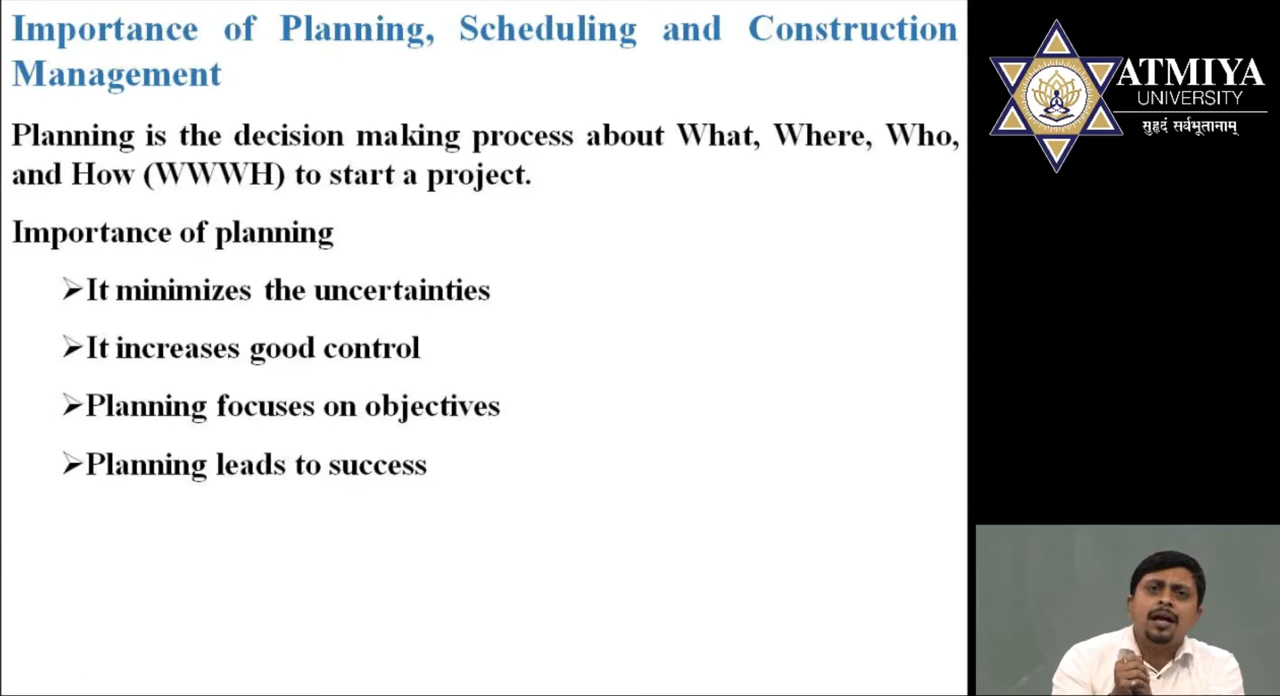 Importance of Planning, Scheduling and Construction
Management
Planning is the decision making process about What, Where, Who,
and How (WWWH) to start a project.
Importance of planning
➢It minimizes the uncertainties
➢It increases good control
➢Planning focuses on objectives
➢Planning leads to success
ATMIYA
UNIVERSITY
सुहृदं सर्वभूतानाम्